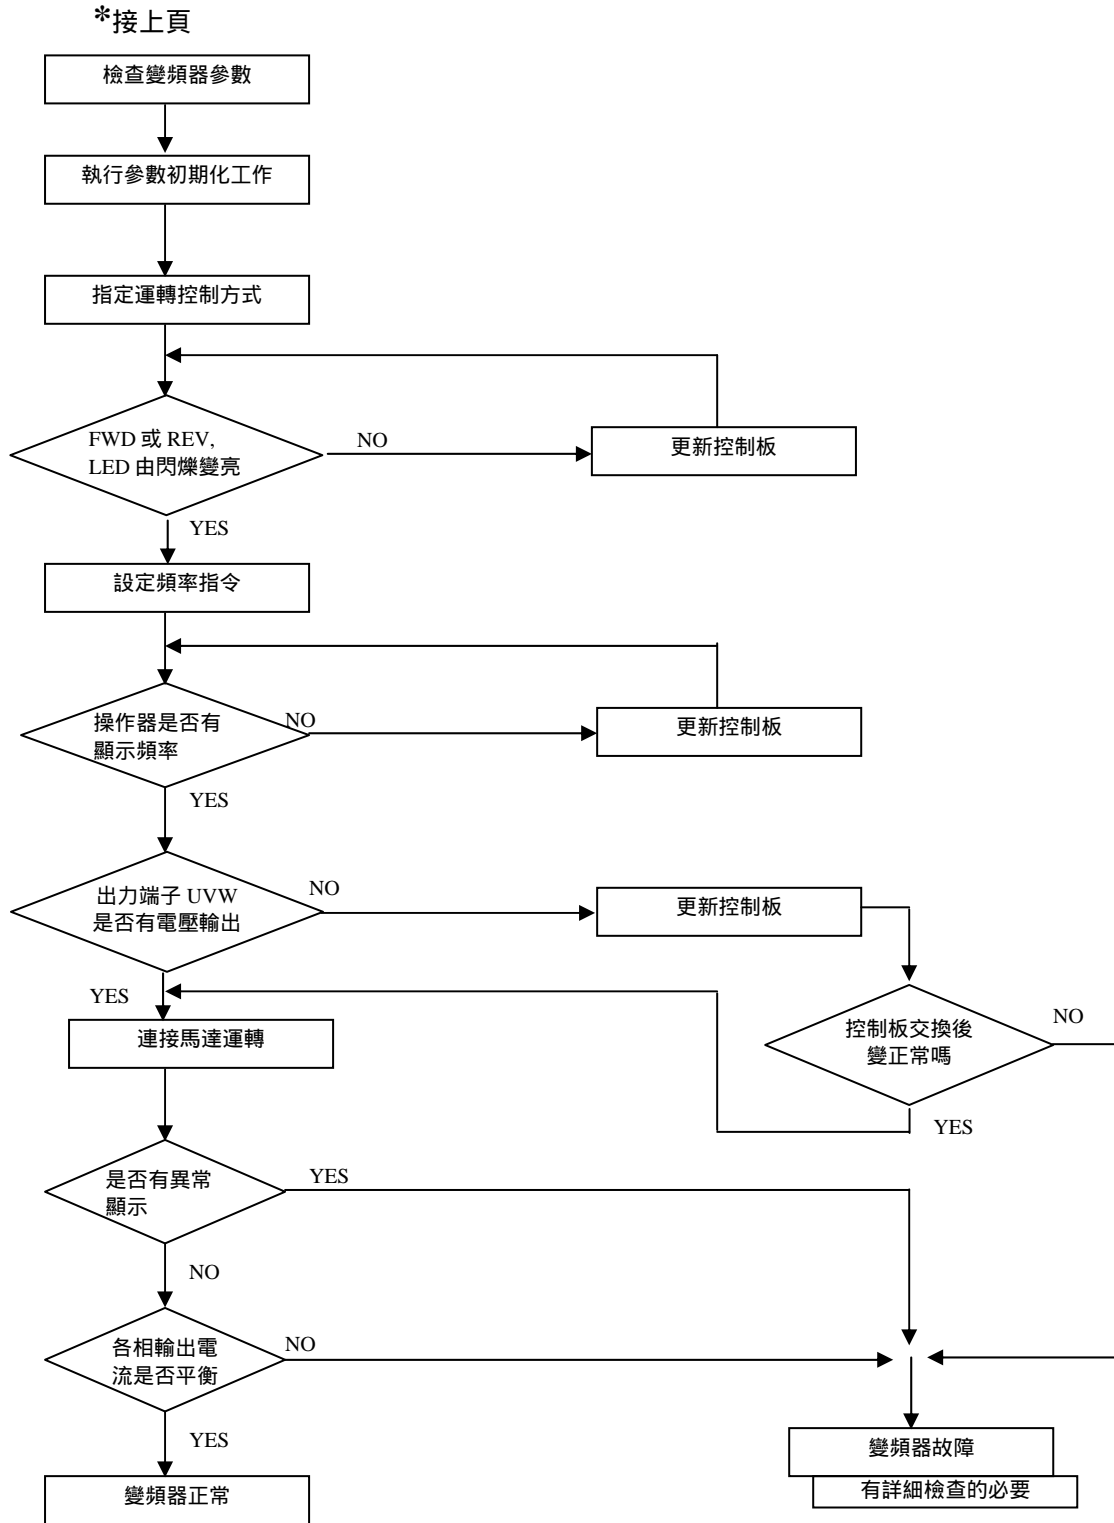 *接上頁
檢查變頻器參數
執行參數初期化工作
指定運轉控制方式
FWD 或 REV,
LED 由閃爍變亮
NO
更新控制板
YES
設定頻率指令
操作器是否有
顯示頻率
NO
更新控制板
YES
出力端子 UVW
是否有電壓輸出
NO
更新控制板
YES
連接馬達運轉
控制板交換後
變正常嗎
NO
YES
是否有異常
顯示
YES
NO
各相輸出電
流是否平衡
NO
YES
變頻器故障
有詳細檢查的必要
變頻器正常